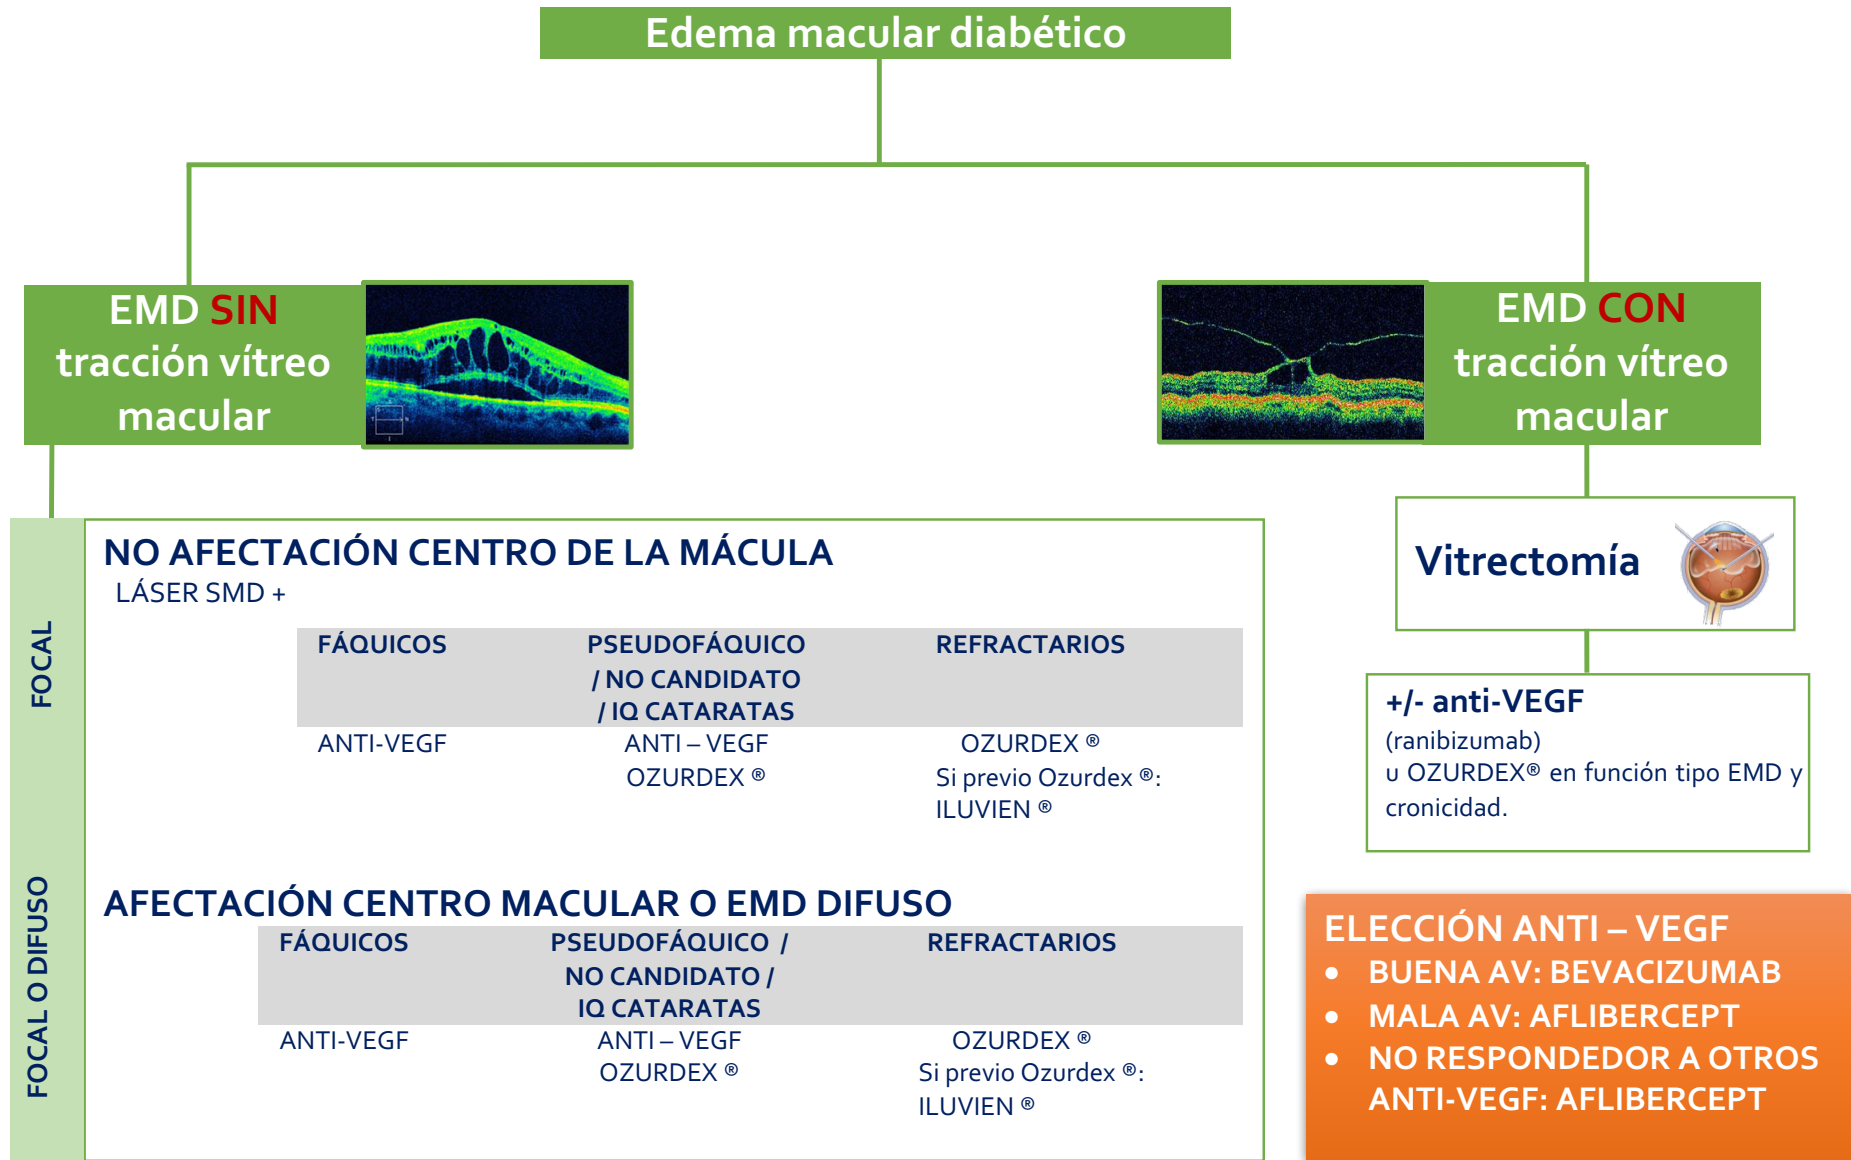 Edema macular diabético
EMD SIN
tracción vítreo
macular
EMD CON
tracción vítreo
macular
FOCAL
NO AFECTACIÓN CENTRO DE LA MÁCULA
LÁSER SMD +
FÁQUICOS PSEUDOFÁQUICO REFRACTARIOS
/ NO CANDIDATO
/ IQ CATARATAS
ANTI-VEGF ANTI – VEGF OZURDEX ®
OZURDEX ® Si previo Ozurdex ®:
ILUVIEN ®
FOCAL O DIFUSO
AFECTACIÓN CENTRO MACULAR O EMD DIFUSO
FÁQUICOS PSEUDOFÁQUICO / REFRACTARIOS
NO CANDIDATO /
IQ CATARATAS
ANTI-VEGF ANTI – VEGF OZURDEX ®
OZURDEX ® Si previo Ozurdex ®:
ILUVIEN ®
Vitrectomía
+/- anti-VEGF
(ranibizumab)
u OZURDEX® en función tipo EMD y
cronicidad.
ELECCIÓN ANTI – VEGF
• BUENA AV: BEVACIZUMAB
• MALA AV: AFLIBERCEPT
• NO RESPONDEDOR A OTROS
ANTI-VEGF: AFLIBERCEPT